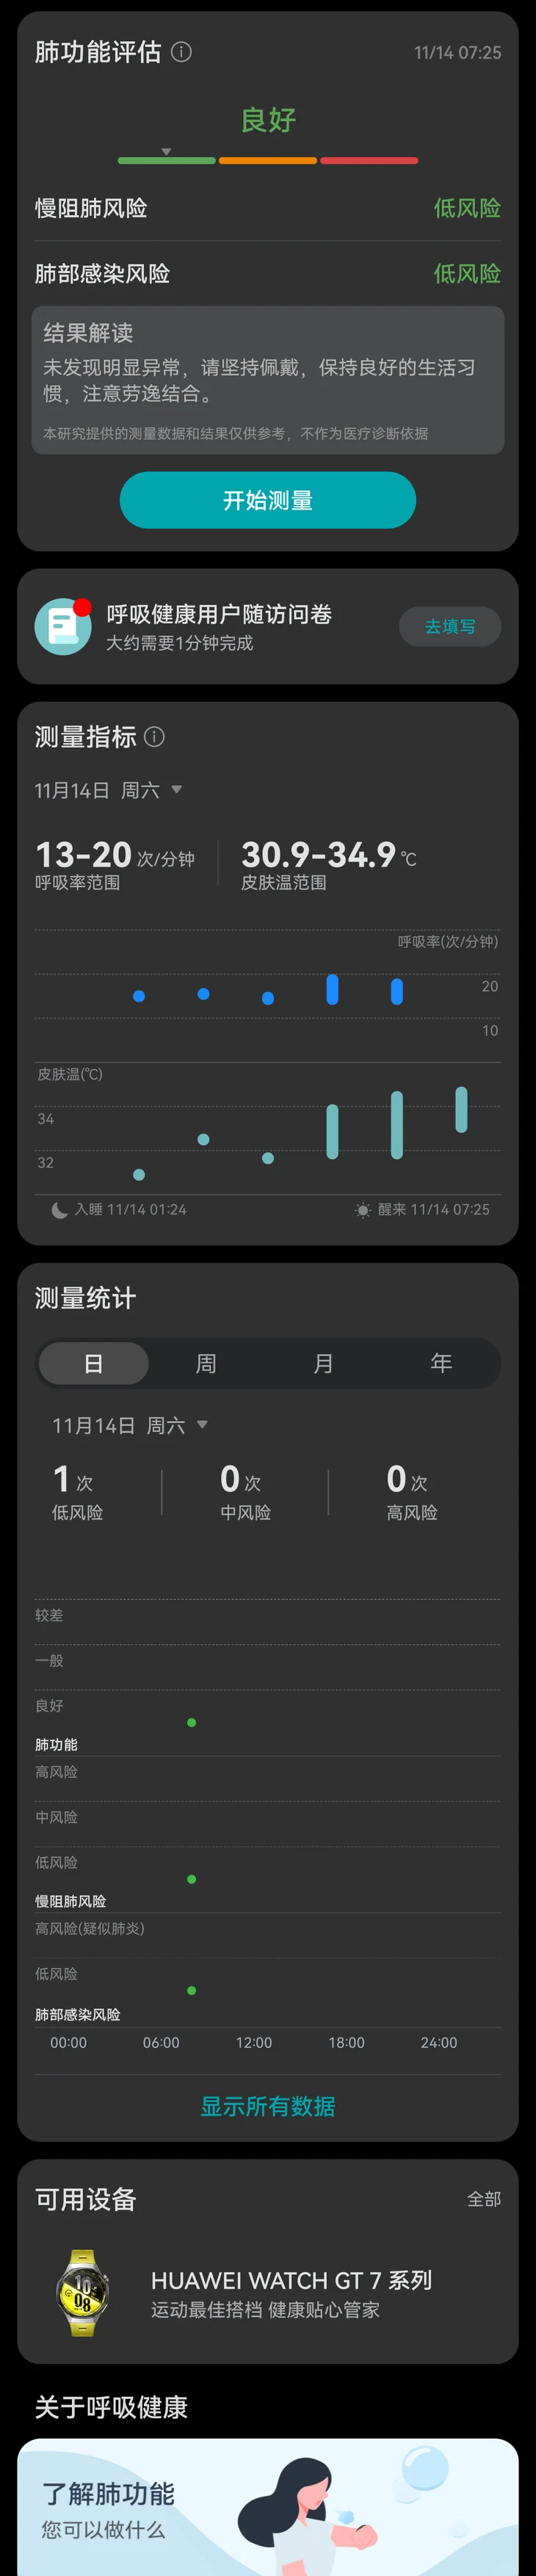 肺功能评估
11/14 07:25
良好
慢阻肺风险
低风险
肺部感染风险
低风险
结果解读
未发现明显异常，请坚持佩戴，保持良好的生活习
惯，注意劳逸结合。
本研究提供的测量数据和结果仅供参考，不作为医疗诊断依据
开始测量
呼吸健康用户随访问卷
大约需要1分钟完成
去填写
测量指标
11月14日 周六
13-20 次/分钟
呼吸率范围
30.9-34.9 ℃
皮肤温范围
呼吸率(次/分钟)
20
10
皮肤温(℃)
34
32
入睡 11/14 01:24
醒来 11/14 07:25
测量统计
日
周
月
年
11月14日 周六
1 次
低风险
0 次
中风险
0 次
高风险
较差
一般
良好
肺功能
高风险
中风险
低风险
慢阻肺风险
高风险(疑似肺炎)
低风险
肺部感染风险
00:00
06:00
12:00
18:00
24:00
显示所有数据
可用设备
全部
10
08
HUAWEI WATCH GT 7 系列
运动最佳搭档 健康贴心管家
关于呼吸健康
了解肺功能
您可以做什么